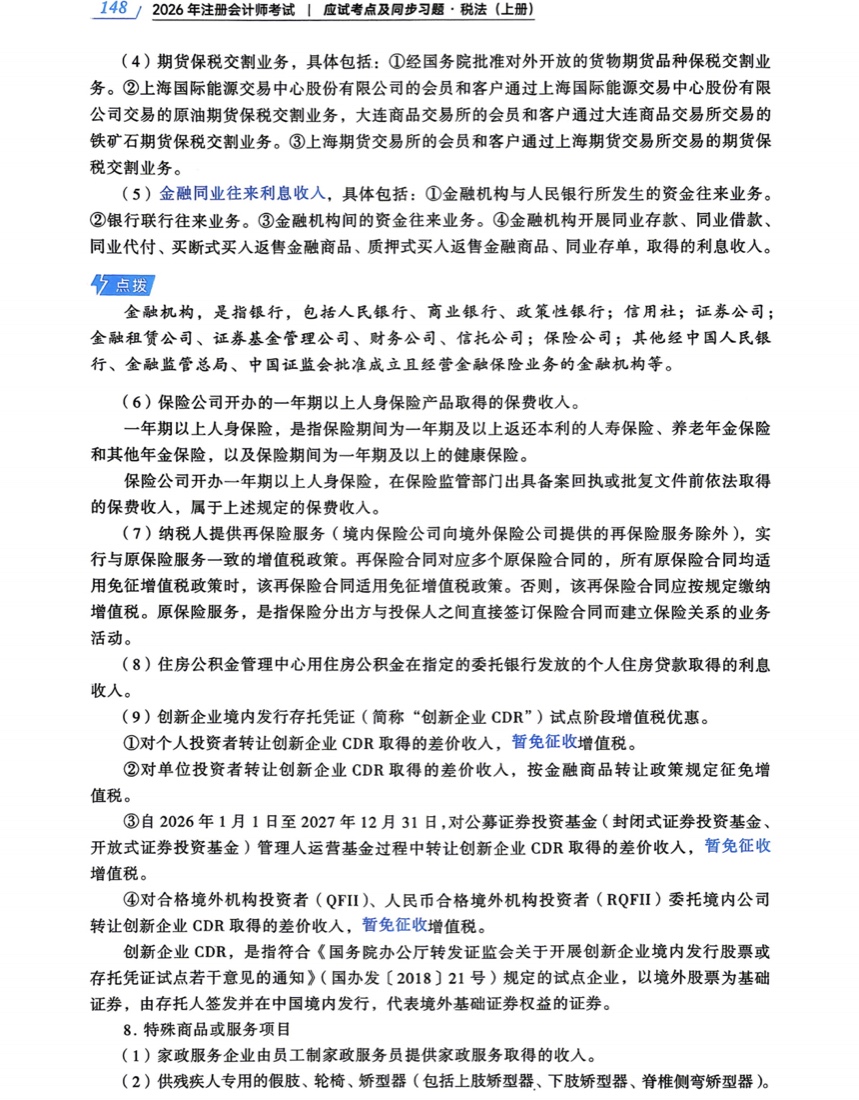 148 2026年注册会计师考试 | 应试考点及同步习题·税法（上册）
（4）期货保税交割业务，具体包括：①经国务院批准对外开放的货物期货品种保税交割业
务。②上海国际能源交易中心股份有限公司的会员和客户通过上海国际能源交易中心股份有限
公司交易的原油期货保税交割业务，大连商品交易所的会员和客户通过大连商品交易所交易的
铁矿石期货保税交割业务。③上海期货交易所的会员和客户通过上海期货交易所交易的期货保
税交割业务。
（5）金融同业往来利息收入，具体包括：①金融机构与人民银行所发生的资金往来业务。
②银行联行往来业务。③金融机构间的资金往来业务。④金融机构开展同业存款、同业借款、
同业代付、买断式买入返售金融商品、质押式买入返售金融商品、同业存单，取得的利息收入。
点拨
金融机构，是指银行，包括人民银行、商业银行、政策性银行；信用社；证券公司；
金融租赁公司、证券基金管理公司、财务公司、信托公司；保险公司；其他经中国人民银
行、金融监管总局、中国证监会批准成立且经营金融保险业务的金融机构等。
（6）保险公司开办的一年期以上人身保险产品取得的保费收入。
一年期以上人身保险，是指保险期间为一年期及以上返还本利的人寿保险、养老年金保险
和其他年金保险，以及保险期间为一年期及以上的健康保险。
保险公司开办一年期以上人身保险，在保险监管部门出具备案回执或批复文件前依法取得
的保费收入，属于上述规定的保费收入。
（7）纳税人提供再保险服务（境内保险公司向境外保险公司提供的再保险服务除外），实
行与原保险服务一致的增值税政策。再保险合同对应多个原保险合同的，所有原保险合同均适
用免征增值税政策时，该再保险合同适用免征增值税政策。否则，该再保险合同应按规定缴纳
增值税。原保险服务，是指保险分出方与投保人之间直接签订保险合同而建立保险关系的业务
活动。
（8）住房公积金管理中心用住房公积金在指定的委托银行发放的个人住房贷款取得的利息
收入。
（9）创新企业境内发行存托凭证（简称“创新企业 CDR”）试点阶段增值税优惠。
①对个人投资者转让创新企业 CDR 取得的差价收入，暂免征收增值税。
②对单位投资者转让创新企业 CDR 取得的差价收入，按金融商品转让政策规定征免增
值税。
③自 2026 年 1 月 1 日至 2027 年 12 月 31 日，对公募证券投资基金（封闭式证券投资基金、
开放式证券投资基金）管理人运营基金过程中转让创新企业 CDR 取得的差价收入，暂免征收
增值税。
④对合格境外机构投资者（QFII）、人民币合格境外机构投资者（RQFII）委托境内公司
转让创新企业 CDR 取得的差价收入，暂免征收增值税。
创新企业 CDR，是指符合《国务院办公厅转发证监会关于开展创新企业境内发行股票或
存托凭证试点若干意见的通知》（国办发〔2018〕21 号）规定的试点企业，以境外股票为基础
证券，由存托人签发并在中国境内发行，代表境外基础证券权益的证券。
8. 特殊商品或服务项目
（1）家政服务企业由员工制家政服务员提供家政服务取得的收入。
（2）供残疾人专用的假肢、轮椅、矫型器（包括上肢矫型器、下肢矫型器、脊椎侧弯矫型器）。